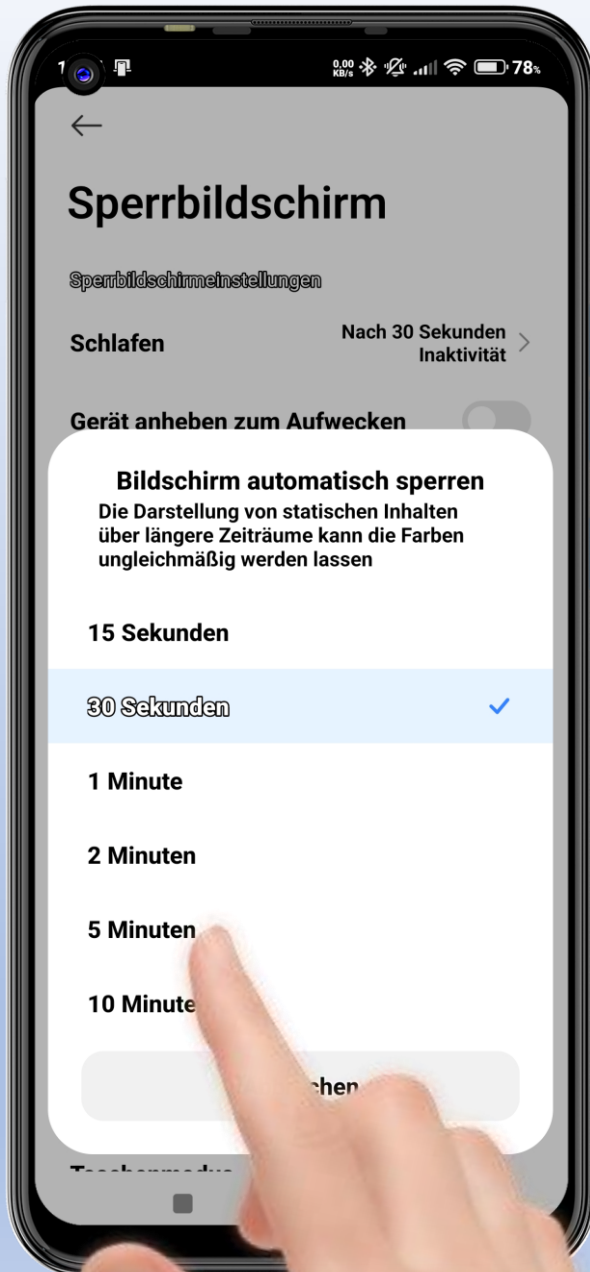 0,00
KB/s
78%
Sperrbildschirm
Sperrbildschirmeinstellungen
Schlafen
Nach 30 Sekunden
Inaktivität
Gerät anheben zum Aufwecken
Bildschirm automatisch sperren
Die Darstellung von statischen Inhalten
über längere Zeiträume kann die Farben
ungleichmäßig werden lassen
15 Sekunden
30 Sekunden
1 Minute
2 Minuten
5 Minuten
10 Minute